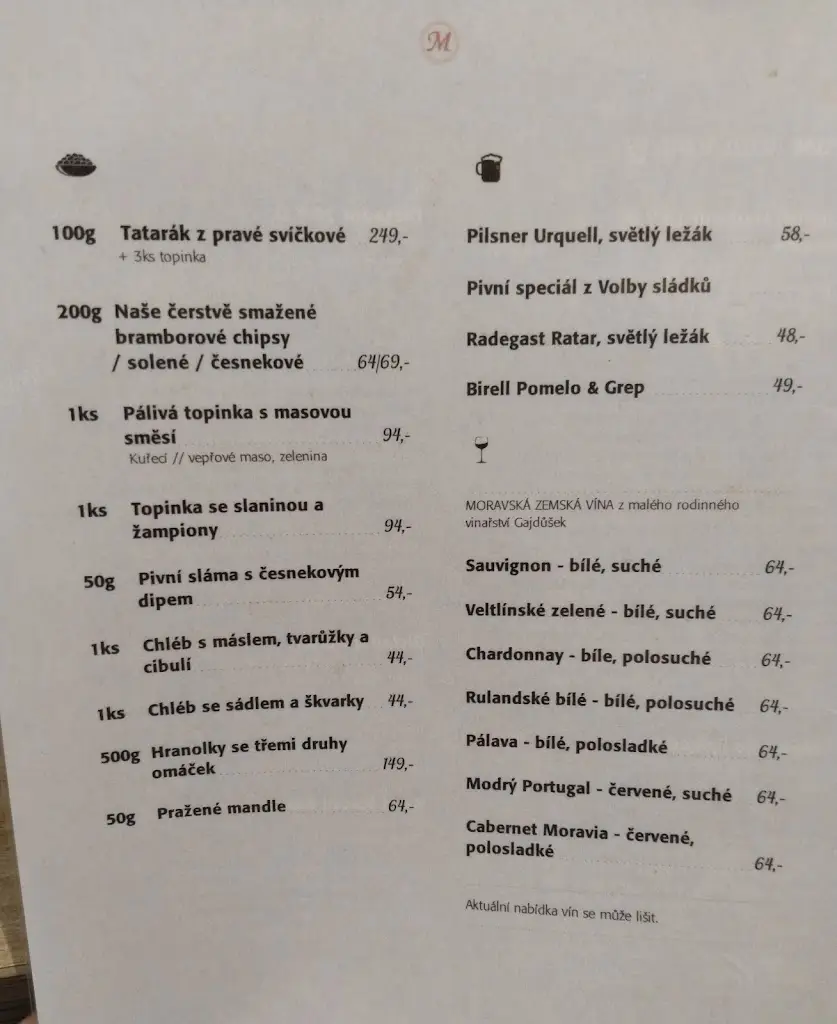 M
100g Tatarák z pravé svíčkové 249,-
+ 3ks topinka
200g Naše čerstvě smažené
bramborové chipsy
/ solené / česnekové 64/69,-
1ks Pálivá topinka s masovou
směsí 94,-
Kuřecí // vepřové maso, zelenina
1ks Topinka se slaninou a
žampiony 94,-
50g Pivní sláma s česnekovým
dipem 54,-
1ks Chléb s máslem, tvarůžky a
cibulí 44,-
1ks Chléb se sádlem a škvarky 44,-
500g Hranolky se třemi druhy
omáček 149,-
50g Pražené mandle 64,-
Pilsner Urquell, světlý ležák 58,-
Pivní speciál z Volby sládků
Radegast Ratar, světlý ležák 48,-
Birell Pomelo & Grep 49,-
MORAVSKÁ ZEMSKÁ VÍNA z malého rodinného
vinařství Gajdůšek
Sauvignon - bílé, suché 64,-
Veltlínské zelené - bílé, suché 64,-
Chardonnay - bíle, polosuché 64,-
Rulandské bílé - bílé, polosuché 64,-
Pálava - bílé, polosladké 64,-
Modrý Portugal - červené, suché 64,-
Cabernet Moravia - červené,
polosladké 64,-
Aktuální nabídka vín se může lišit.